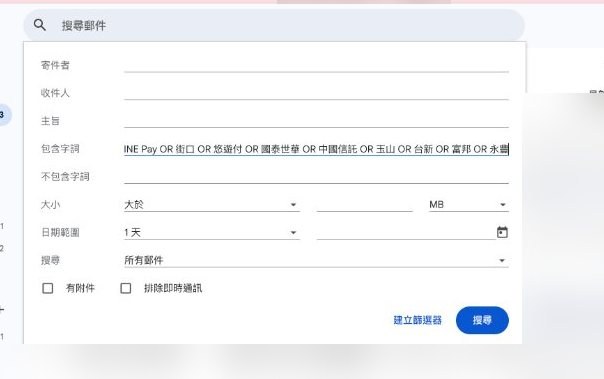 搜尋郵件
寄件者
收件人
主旨
包含字詞 INE Pay OR 街口 OR 悠遊付 OR 國泰世華 OR 中國信託 OR 玉山 OR 台新 OR 富邦 OR 永豐
不包含字詞
大小 大於 MB
日期範圍 1 天
搜尋 所有郵件
有附件 排除即時通訊
建立篩選器 搜尋
3
1
2
1